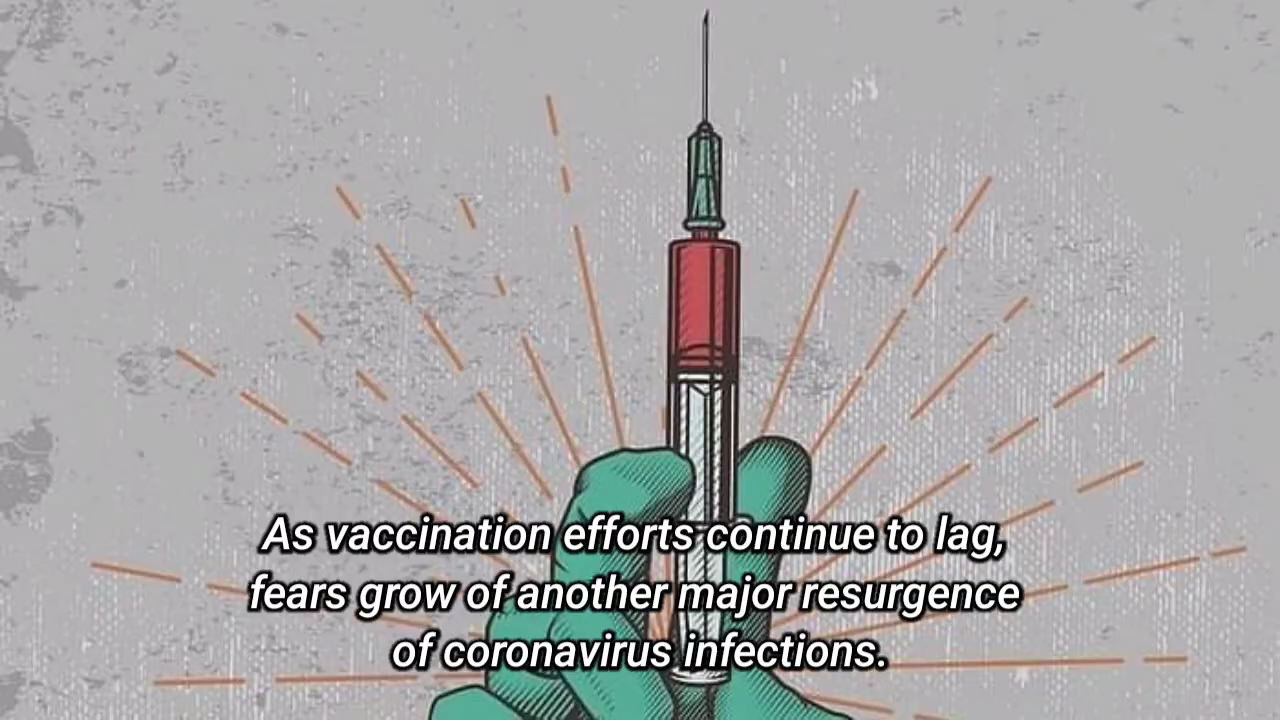 As vaccination efforts continue to lag,
fears grow of another major resurgence
of coronavirus infections.